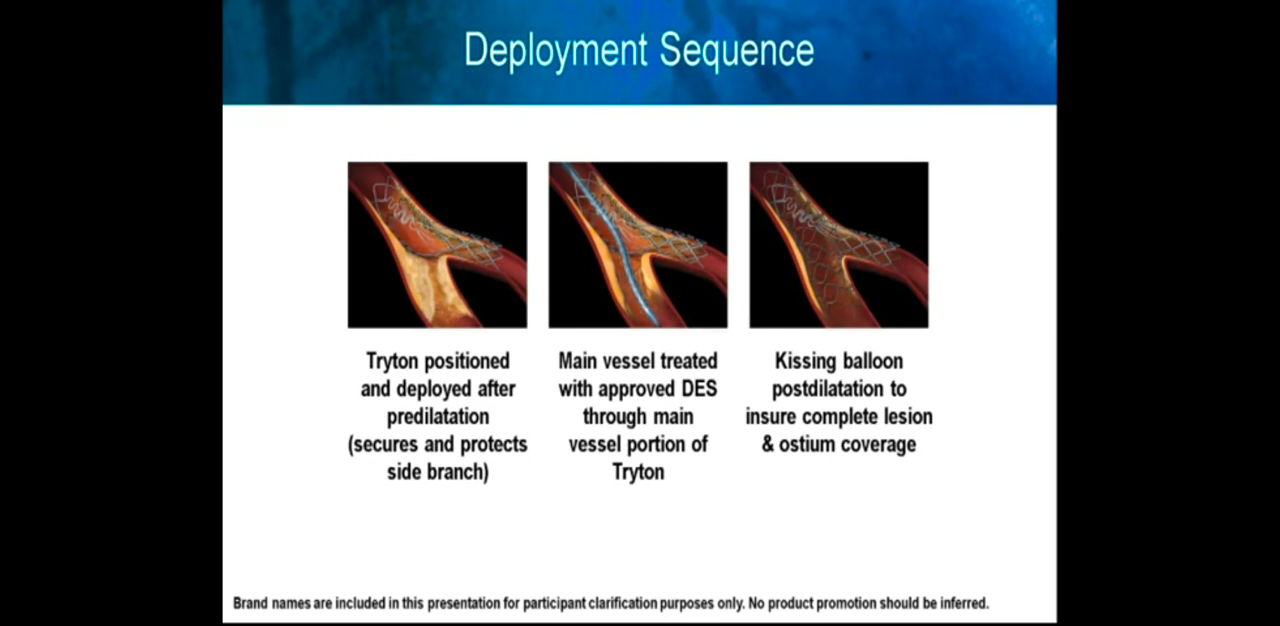 Deployment Sequence
Tryton positioned
and deployed after
predilatation
(secures and protects
side branch)
Main vessel treated
with approved DES
through main
vessel portion of
Tryton
Kissing balloon
postdilatation to
insure complete lesion
& ostium coverage
Brand names are included in this presentation for participant clarification purposes only. No product promotion should be inferred.